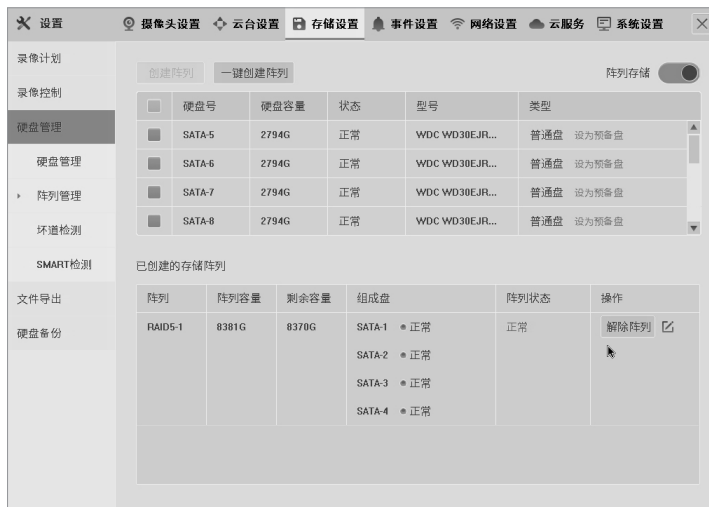 设置 摄像头设置 云台设置 存储设置 事件设置 网络设置 云服务 系统设置
录像计划
录像控制
硬盘管理
硬盘管理
阵列管理
坏道检测
SMART检测
文件导出
硬盘备份
创建阵列 一键创建阵列 阵列存储
硬盘号 硬盘容量 状态 型号 类型
SATA-5 2794G 正常 WDC WD30EJR... 普通盘 设为预备盘
SATA-6 2794G 正常 WDC WD30EJR... 普通盘 设为预备盘
SATA-7 2794G 正常 WDC WD30EJR... 普通盘 设为预备盘
SATA-8 2794G 正常 WDC WD30EJR... 普通盘 设为预备盘
已创建的存储阵列
阵列 阵列容量 剩余容量 组成盘 阵列状态 操作
RAID5-1 8381G 8370G SATA-1 正常 正常 解除阵列
SATA-2 正常
SATA-3 正常
SATA-4 正常